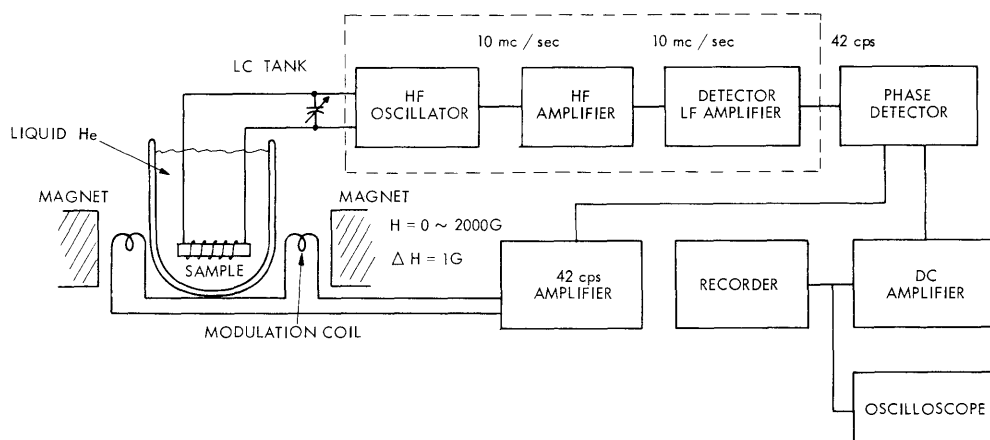 10 mc / sec
10 mc / sec
42 cps
LC TANK
HF
OSCILLATOR
HF
AMPLIFIER
DETECTOR
LF AMPLIFIER
PHASE
DETECTOR
LIQUID He
MAGNET
MAGNET
H = 0 ~ 2000G
Δ H = 1G
SAMPLE
42 cps
AMPLIFIER
RECORDER
DC
AMPLIFIER
MODULATION COIL
OSCILLOSCOPE